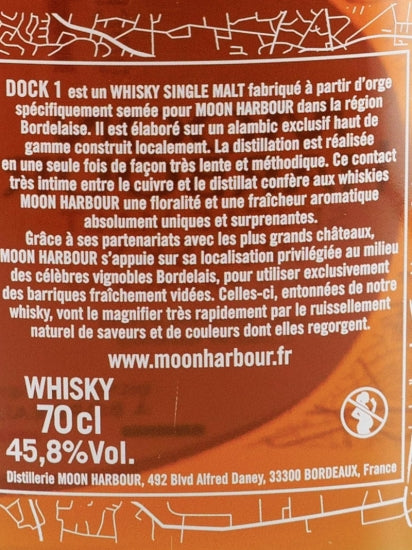 DOCK 1 est un WHISKY SINGLE MALT fabriqué à partir d'orge
spécifiquement semée pour MOON HARBOUR dans la région
Bordelaise. Il est élaboré sur un alambic exclusif haut de
gamme construit localement. La distillation est réalisée
en une seule fois de façon très lente et méthodique. Ce contact
très intime entre le cuivre et le distillat confère aux whiskies
MOON HARBOUR une floralité et une fraîcheur aromatique
absolument uniques et surprenantes.
Grâce à ses partenariats avec les plus grands châteaux,
MOON HARBOUR s'appuie sur sa localisation privilégiée au milieu
des célèbres vignobles Bordelais, pour utiliser exclusivement
des barriques fraîchement vidées. Celles-ci, entonnées de notre
whisky, vont le magnifier très rapidement par le ruissellement
naturel de saveurs et de couleurs dont elles regorgent.
www.moonharbour.fr
WHISKY
70 cl
45,8% Vol.
Distillerie MOON HARBOUR, 492 Blvd Alfred Daney, 33300 BORDEAUX, France